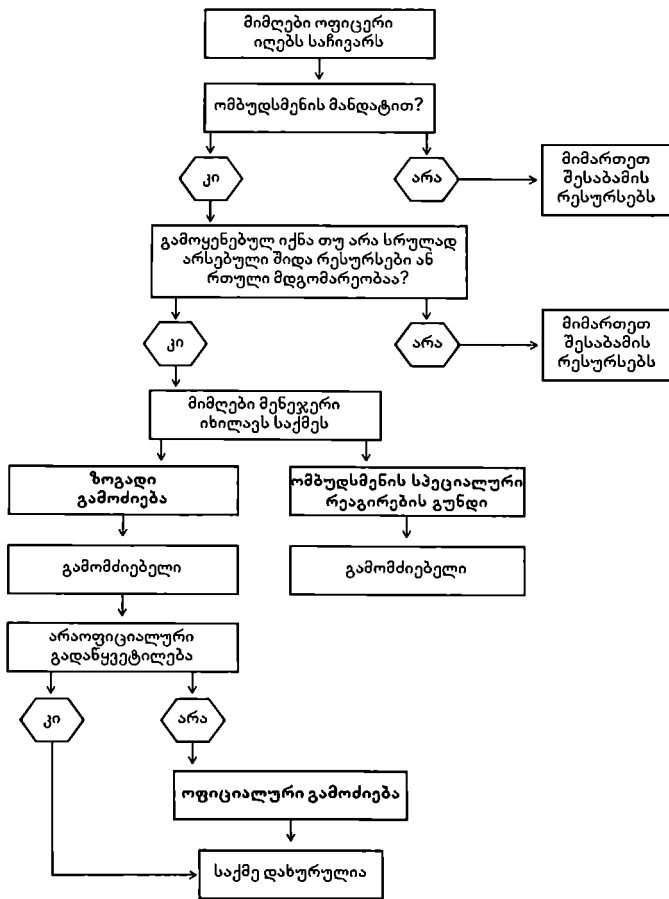 მიმღები ოფიცერი
იღებს საჩივარს
ომბუდსმენის მანდატით?
კი
არა
მიმართეთ
შესაბამის
რესურსებს
გამოყენებულ იქნა თუ არა სრულად
არსებული შიდა რესურსები ან
რთული მდგომარეობაა?
კი
არა
მიმართეთ
შესაბამის
რესურსებს
მიმღები მენეჯერი
იხილავს საქმეს
ზოგადი
გამოძიება
ომბუდსმენის სპეციალური
რეაგირების გუნდი
გამომძიებელი
გამომძიებელი
არაოფიციალური
გადაწყვეტილება
კი
არა
ოფიციალური გამოძიება
საქმე დახურულია